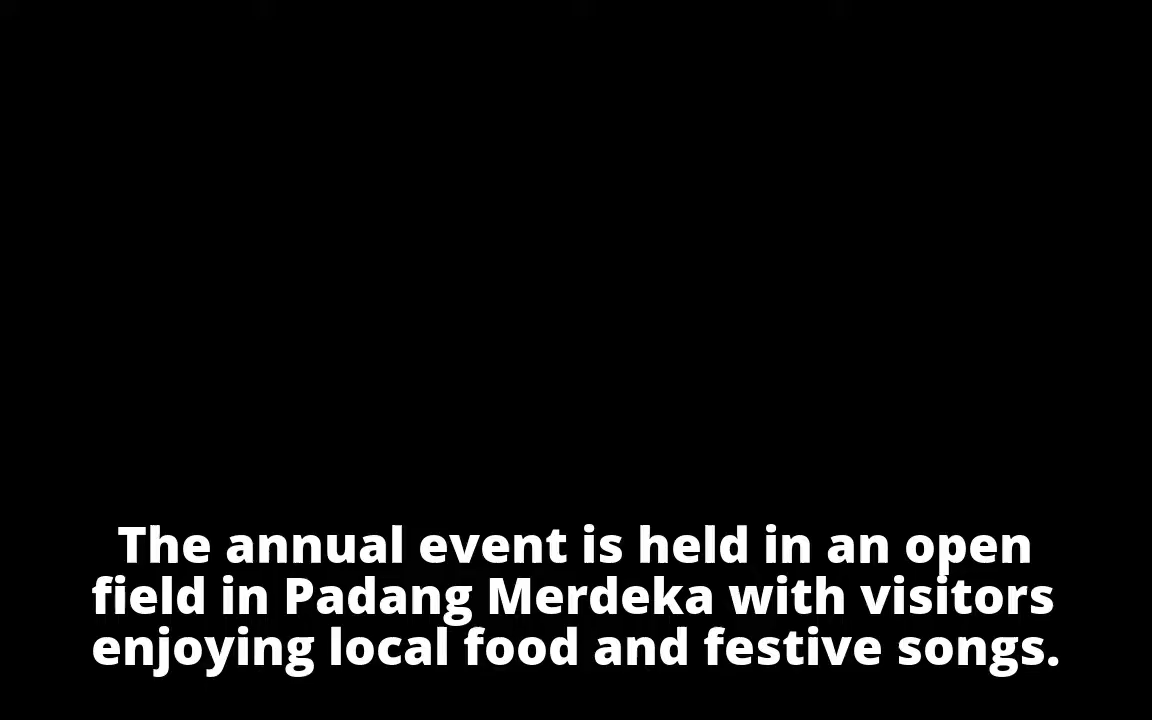 The annual event is held in an open
field in Padang Merdeka with visitors
enjoying local food and festive songs.